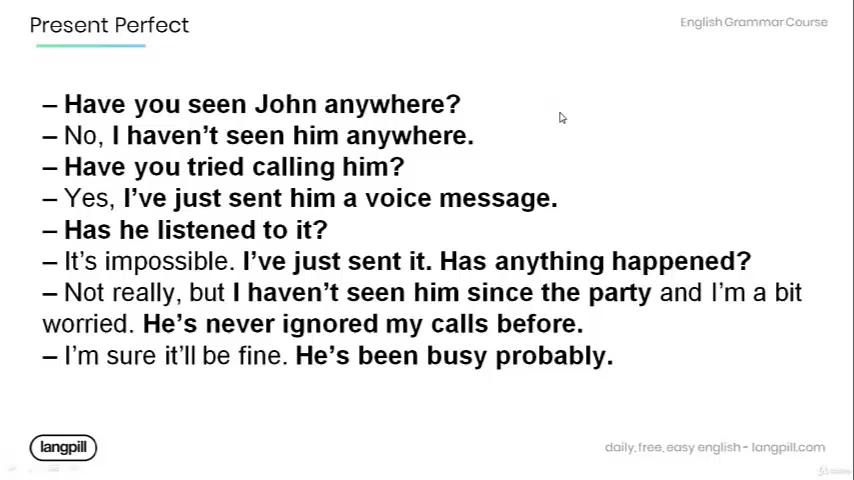 Present Perfect
English Grammar Course
– Have you seen John anywhere?
– No, I haven’t seen him anywhere.
– Have you tried calling him?
– Yes, I’ve just sent him a voice message.
– Has he listened to it?
– It’s impossible. I’ve just sent it. Has anything happened?
– Not really, but I haven’t seen him since the party and I’m a bit
worried. He’s never ignored my calls before.
– I’m sure it’ll be fine. He’s been busy probably.
langpill
daily, free, easy english - langpill.com